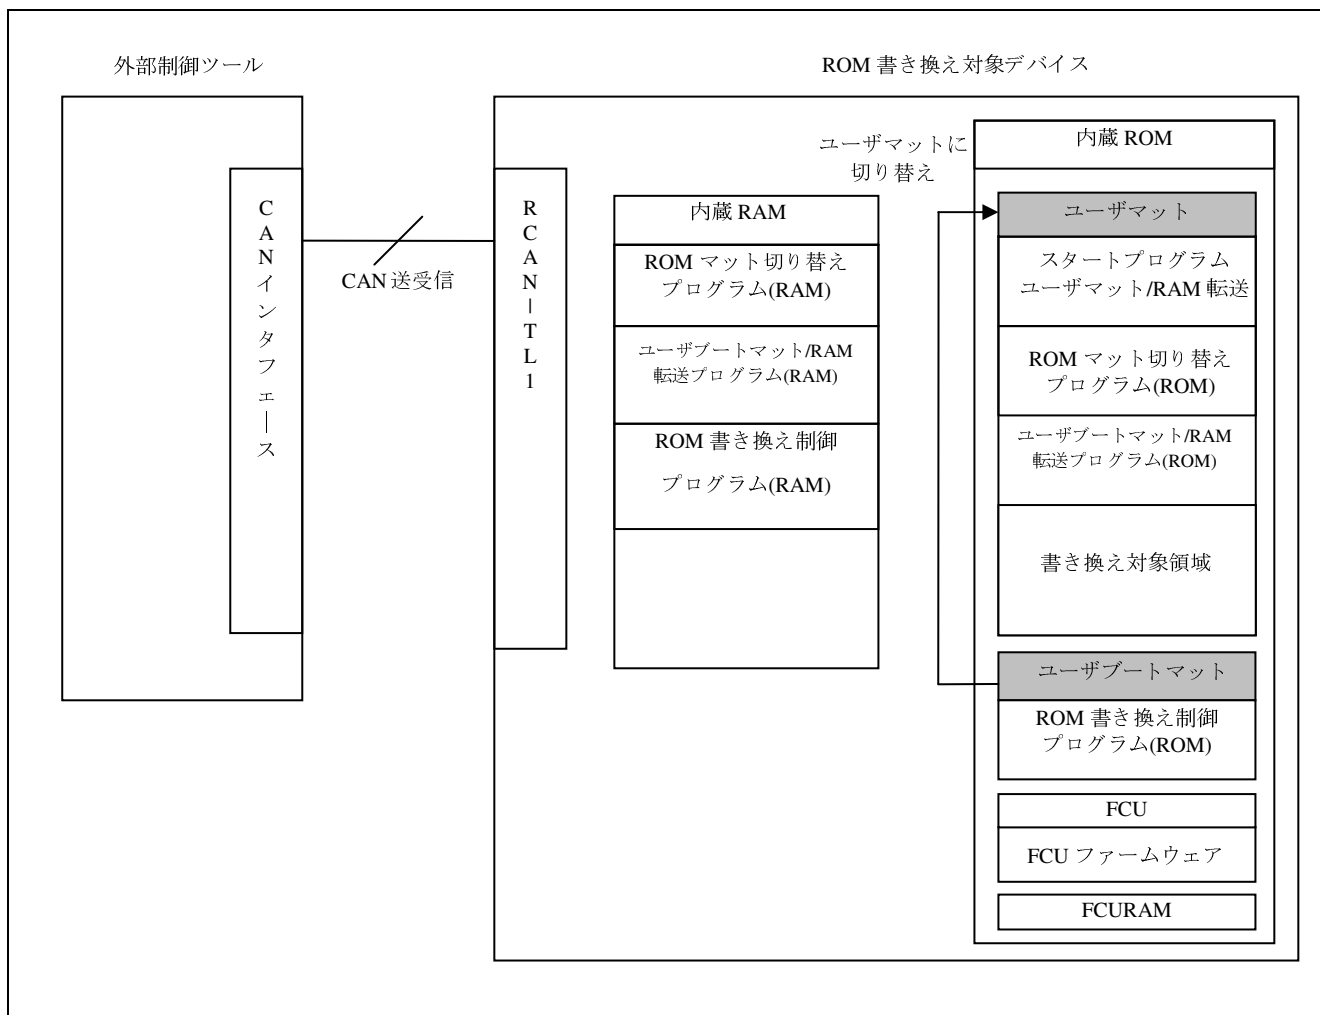 外部制御ツール
ROM 書き換え対象デバイス
CANインタフェース
CAN 送受信
RCAN-TL1
内蔵 RAM
ROM マット切り替え
プログラム(RAM)
ユーザブートマット/RAM
転送プログラム(RAM)
ROM 書き換え制御
プログラム(RAM)
ユーザマットに
切り替え
内蔵 ROM
ユーザマット
スタートプログラム
ユーザマット/RAM 転送
ROM マット切り替え
プログラム(ROM)
ユーザブートマット/RAM
転送プログラム(ROM)
書き換え対象領域
ユーザブートマット
ROM 書き換え制御
プログラム(ROM)
FCU
FCU ファームウェア
FCURAM